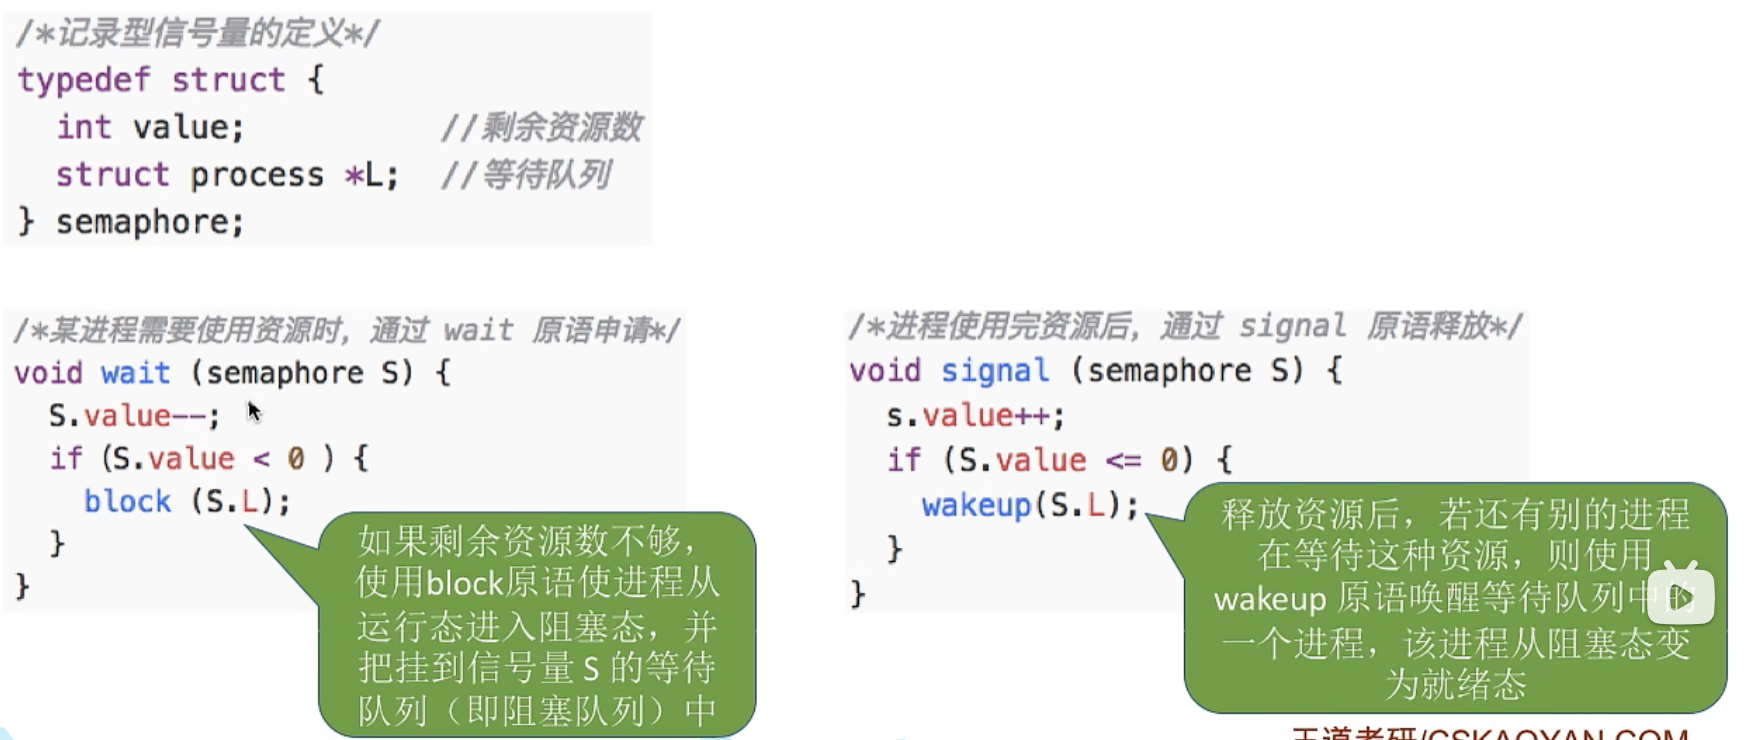 /*记录型信号量的定义*/
typedef struct {
int value; //剩余资源数
struct process *L; //等待队列
} semaphore;
/*某进程需要使用资源时，通过 wait 原语申请*/
void wait (semaphore S) {
S.value--;
if (S.value < 0 ) {
block (S.L);
}
}
如果剩余资源数不够，
使用block原语使进程从
运行态进入阻塞态，并
把挂到信号量 S 的等待
队列（即阻塞队列）中
/*进程使用完资源后，通过 signal 原语释放*/
void signal (semaphore S) {
s.value++;
if (S.value <= 0) {
wakeup(S.L);
}
}
释放资源后，若还有别的进程
在等待这种资源，则使用
wakeup 原语唤醒等待队列中的
一个进程，该进程从阻塞态变
为就绪态
王道考研/CSKAOYAN.COM